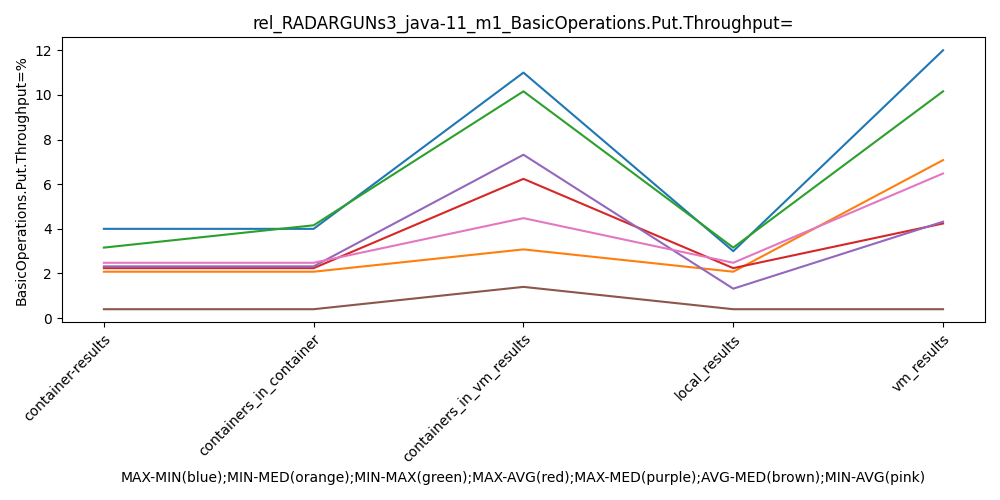 rel_RADARGUNs3_java-11_m1_BasicOperations.Put.Throughput=
BasicOperations.Put.Throughput=%
12
10
8
6
4
2
0
container-results
containers_in_container
containers_in_vm_results
local_results
vm_results
MAX-MIN(blue);MIN-MED(orange);MIN-MAX(green);MAX-AVG(red);MAX-MED(purple);AVG-MED(brown);MIN-AVG(pink)